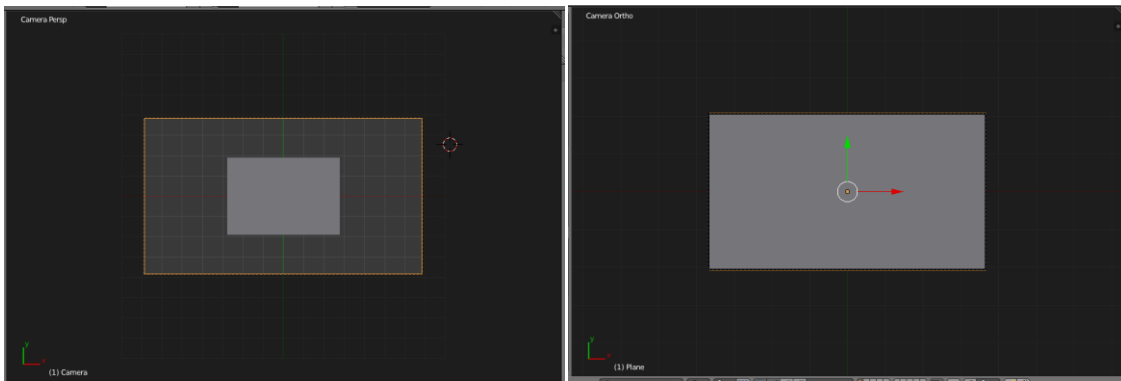 Camera Persp
y
x
(1) Camera
Camera Ortho
y
x
(1) Plane